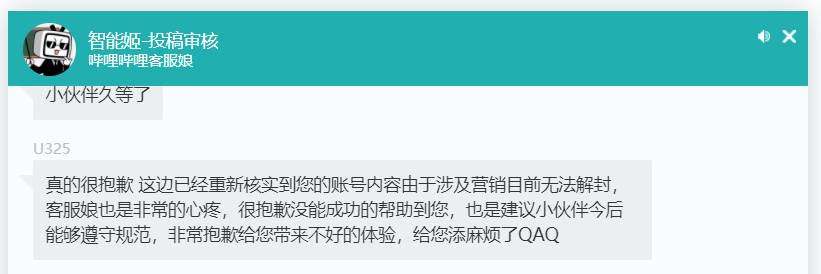 智能姬-投稿审核
哔哩哔哩客服娘
小伙伴久等了
U325
真的很抱歉 这边已经重新核实到您的账号内容由于涉及营销目前无法解封，
客服娘也是非常的心疼，很抱歉没能成功的帮助到您，也是建议小伙伴今后
能够遵守规范，非常抱歉给您带来不好的体验，给您添麻烦了QAQ